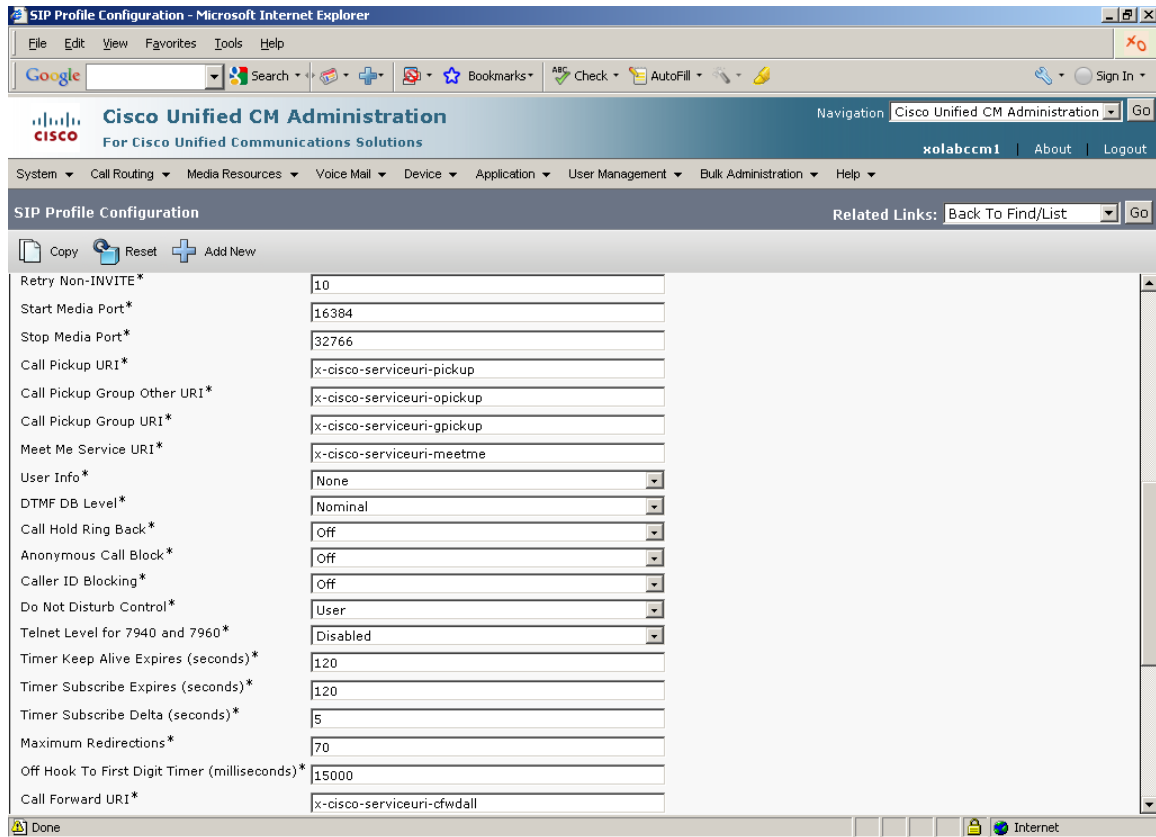 SIP Profile Configuration - Microsoft Internet Explorer
File Edit View Favorites Tools Help
Google Search Bookmarks ABC Check AutoFill Sign In
CISCO
Cisco Unified CM Administration
For Cisco Unified Communications Solutions
Navigation Cisco Unified CM Administration Go
xolabccm1 | About | Logout
System Call Routing Media Resources Voice Mail Device Application User Management Bulk Administration Help
SIP Profile Configuration
Related Links: Back To Find/List Go
Copy Reset Add New
Retry Non-INVITE* 10
Start Media Port* 16384
Stop Media Port* 32766
Call Pickup URI* x-cisco-serviceuri-pickup
Call Pickup Group Other URI* x-cisco-serviceuri-opickup
Call Pickup Group URI* x-cisco-serviceuri-gpickup
Meet Me Service URI* x-cisco-serviceuri-meetme
User Info* None
DTMF DB Level* Nominal
Call Hold Ring Back* Off
Anonymous Call Block* Off
Caller ID Blocking* Off
Do Not Disturb Control* User
Telnet Level for 7940 and 7960* Disabled
Timer Keep Alive Expires (seconds)* 120
Timer Subscribe Expires (seconds)* 120
Timer Subscribe Delta (seconds)* 5
Maximum Redirections* 70
Off Hook To First Digit Timer (milliseconds)* 15000
Call Forward URI* x-cisco-serviceuri-cfwdall
Done Internet